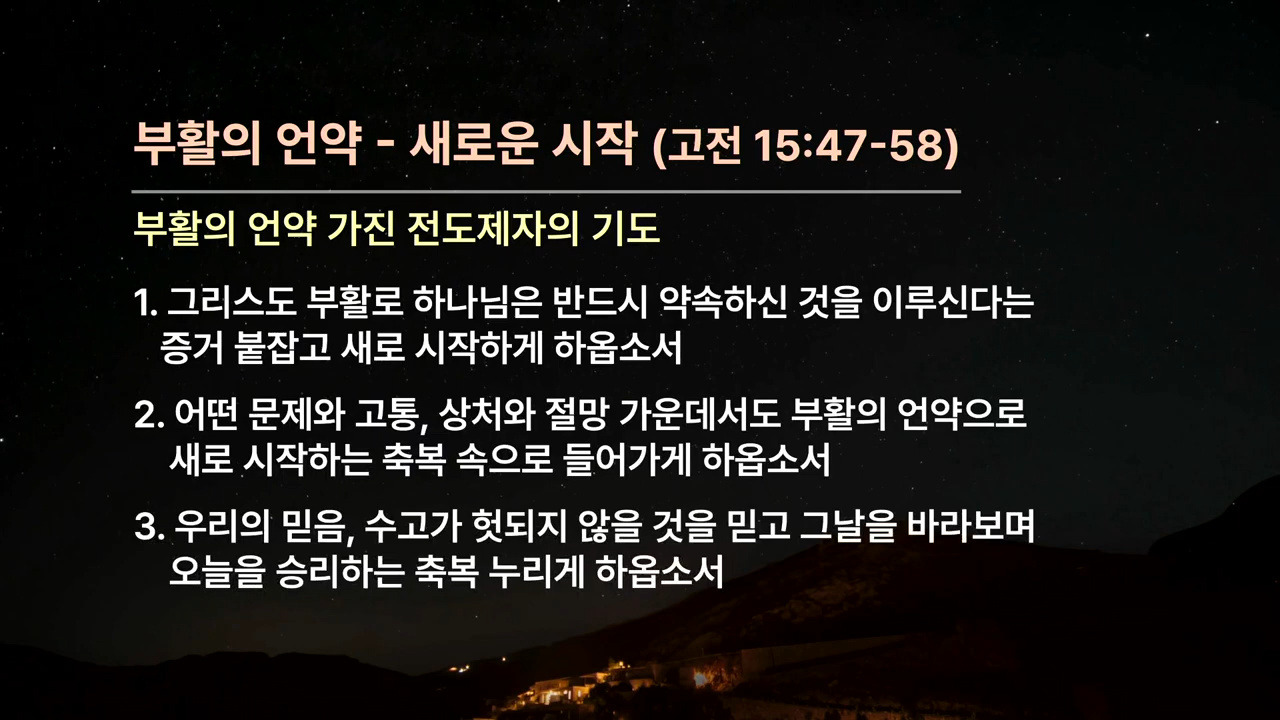 부활의 언약 - 새로운 시작 (고전 15:47-58)
부활의 언약 가진 전도제자의 기도
1. 그리스도 부활로 하나님은 반드시 약속하신 것을 이루신다는
증거 붙잡고 새로 시작하게 하옵소서
2. 어떤 문제와 고통, 상처와 절망 가운데서도 부활의 언약으로
새로 시작하는 축복 속으로 들어가게 하옵소서
3. 우리의 믿음, 수고가 헛되지 않을 것을 믿고 그날을 바라보며
오늘을 승리하는 축복 누리게 하옵소서